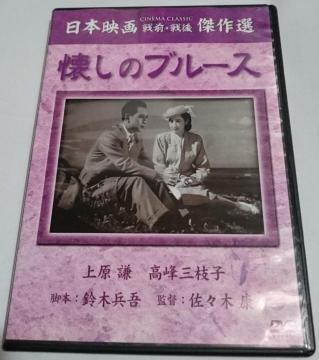 CINEMA CLASSIC
日本映画 戦前・戦後 傑作選
懐しのブルース
上原 謙 高峰三枝子
脚本:鈴木兵吾 監督:佐々木 康